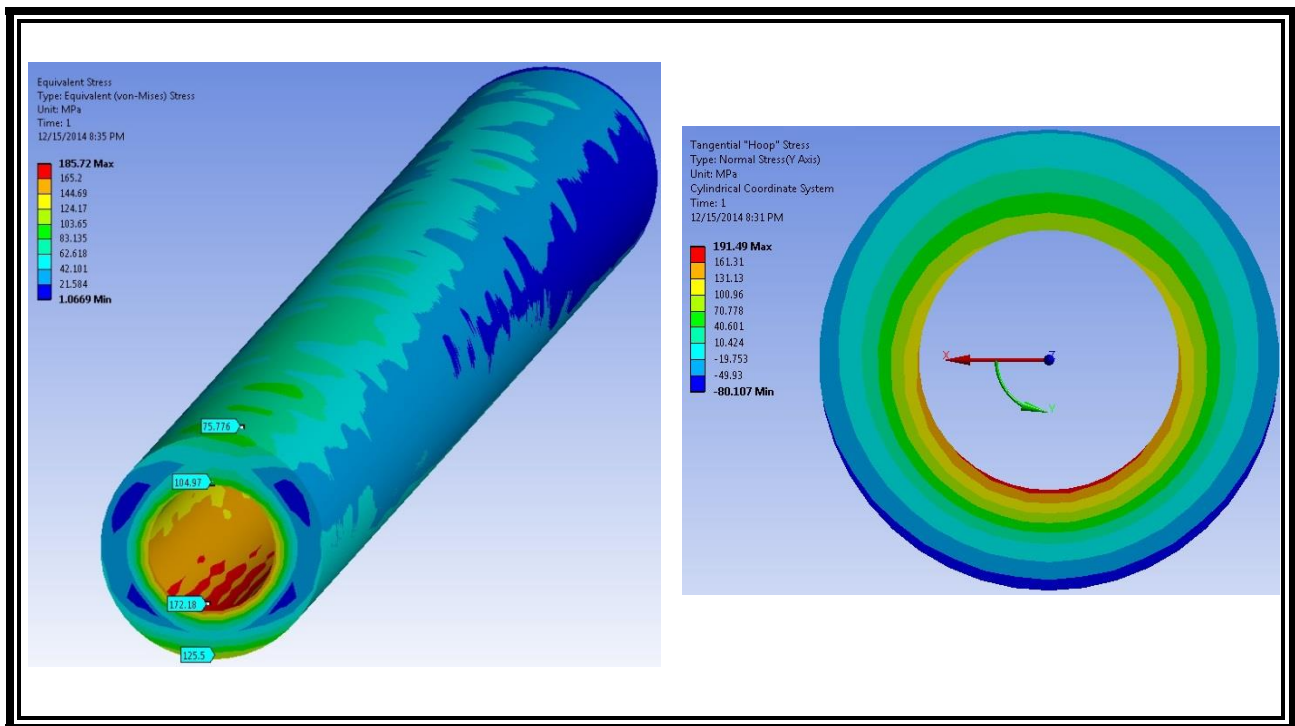 Equivalent Stress
Type: Equivalent (von-Mises) Stress
Unit: MPa
Time: 1
12/15/2014 8:35 PM
185.72 Max
165.2
144.69
124.17
103.65
83.135
62.618
42.101
21.584
1.0669 Min
75.776
104.97
172.18
125.5
Tangential "Hoop" Stress
Type: Normal Stress(Y Axis)
Unit: MPa
Cylindrical Coordinate System
Time: 1
12/15/2014 8:31 PM
191.49 Max
161.31
131.13
100.96
70.778
40.601
10.424
-19.753
-49.93
-80.107 Min
X
Z
Y